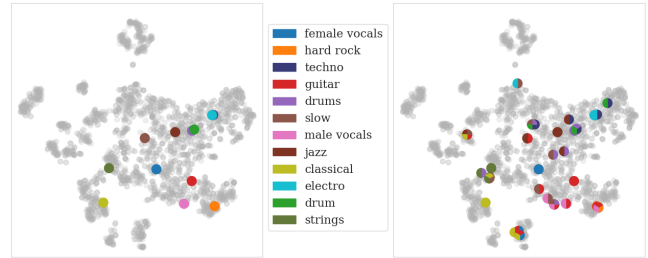 female vocals
hard rock
techno
guitar
drums
slow
male vocals
jazz
classical
electro
drum
strings